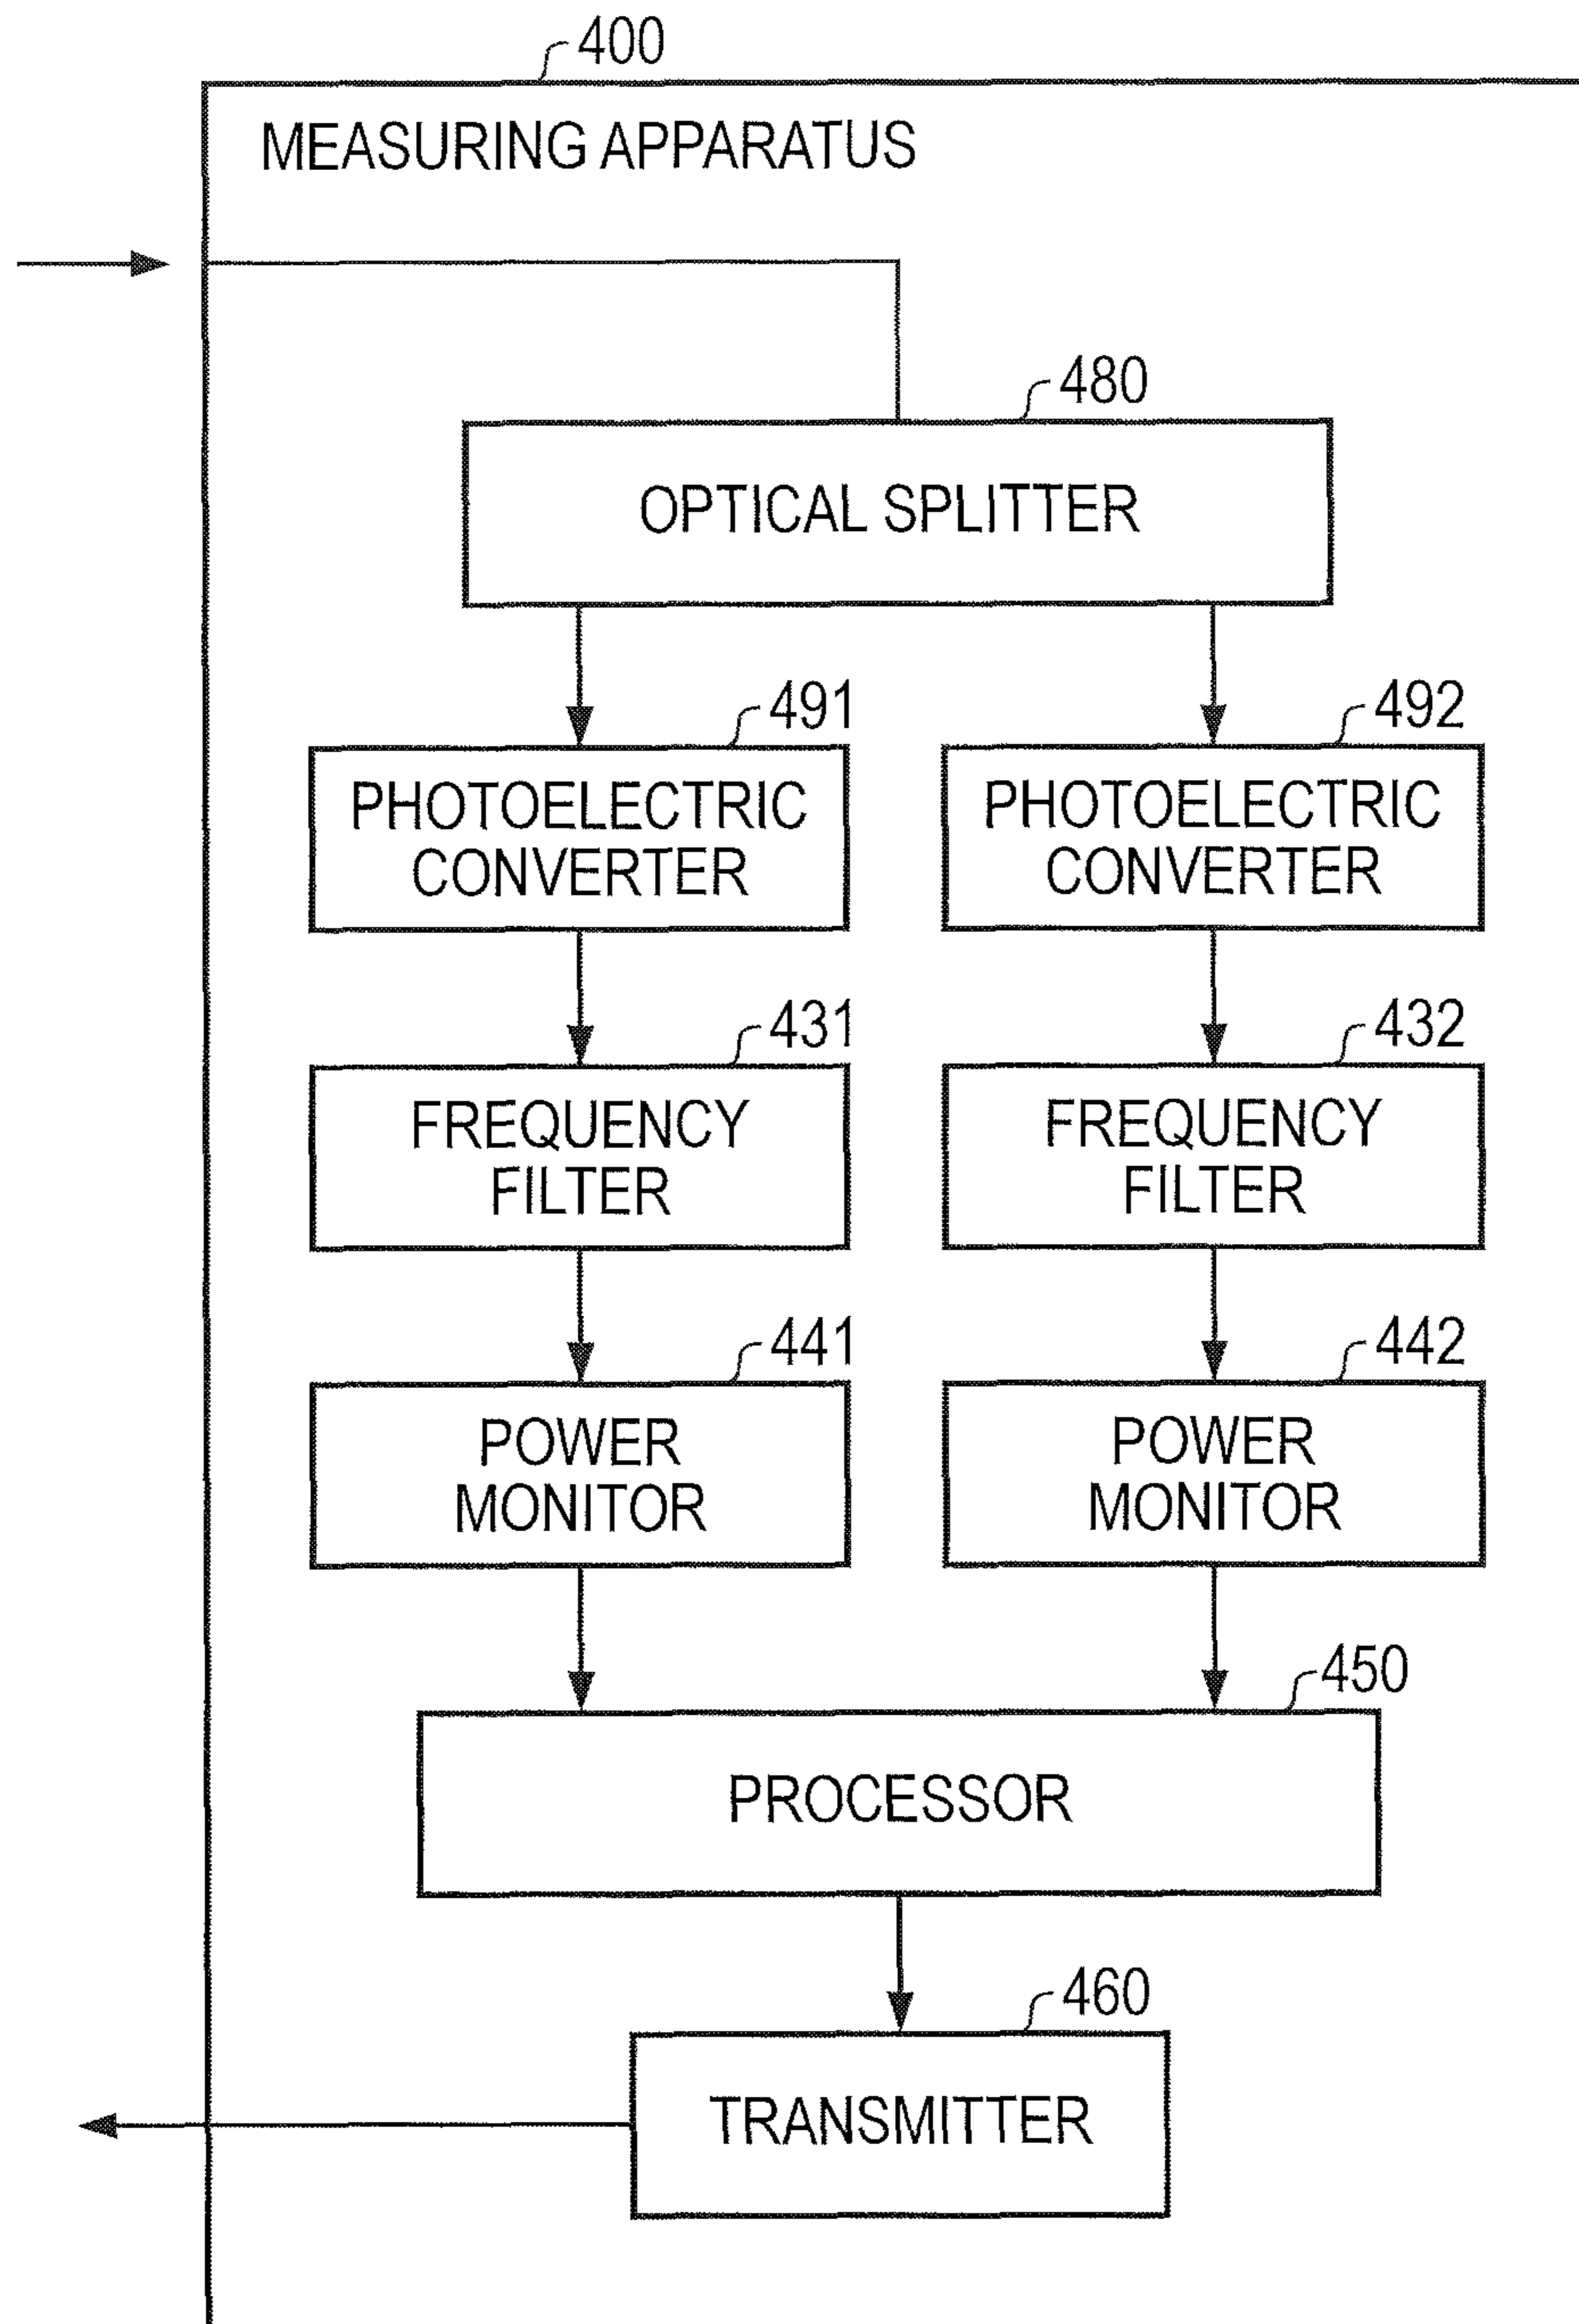 400
MEASURING APPARATUS
480
OPTICAL SPLITTER
491
PHOTOELECTRIC
CONVERTER
492
PHOTOELECTRIC
CONVERTER
431
FREQUENCY
FILTER
432
FREQUENCY
FILTER
441
POWER
MONITOR
442
POWER
MONITOR
450
PROCESSOR
460
TRANSMITTER